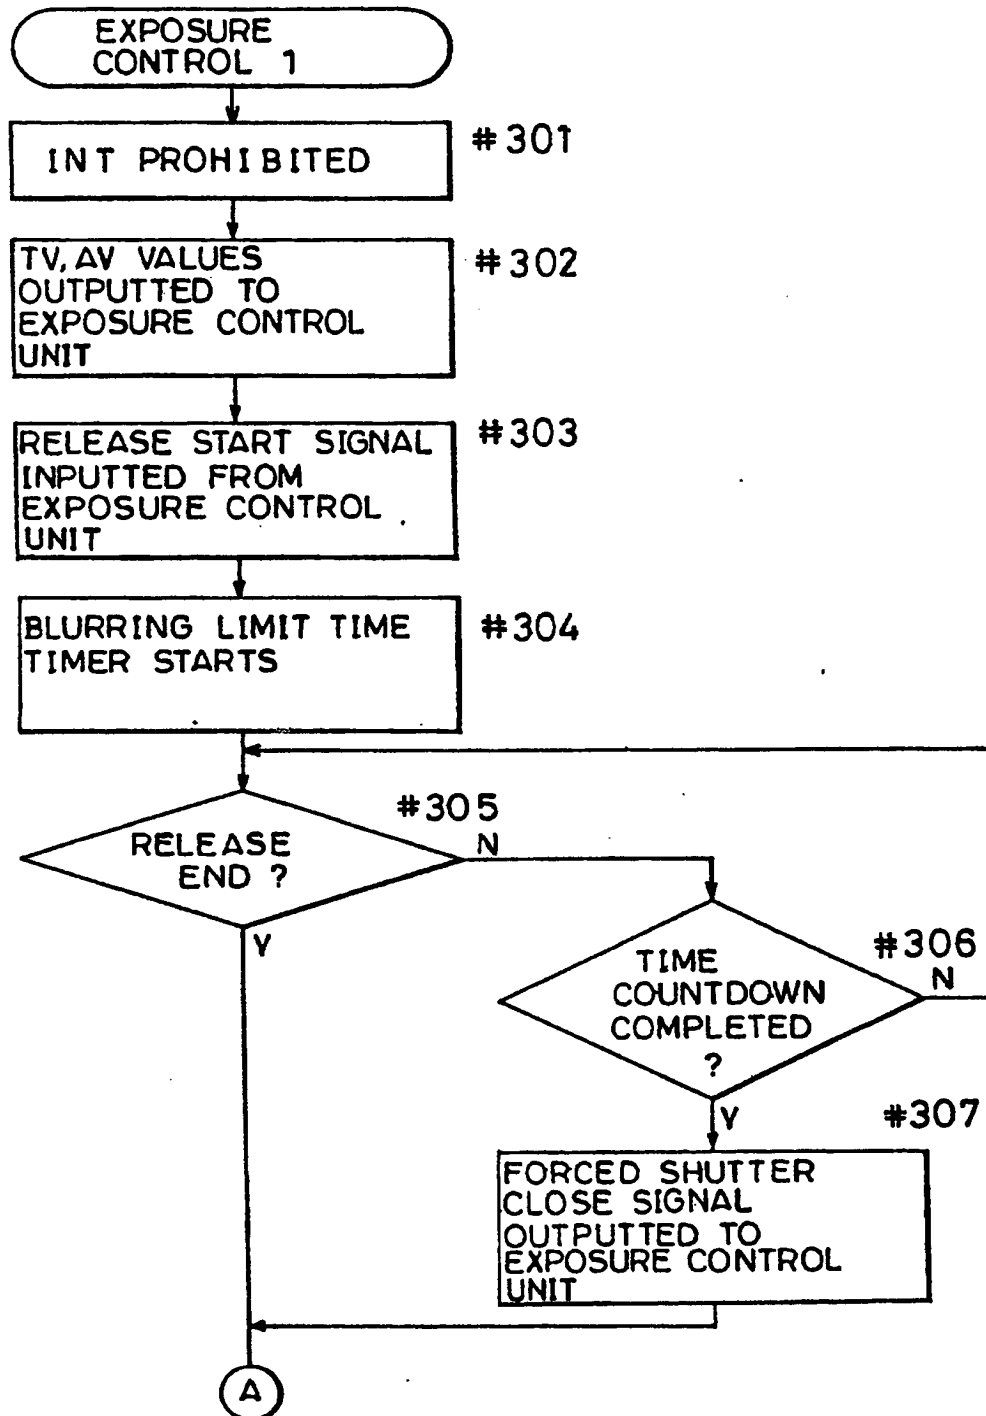 EXPOSURE
CONTROL 1
INT PROHIBITED
#301
TV, AV VALUES
OUTPUTTED TO
EXPOSURE CONTROL
UNIT
#302
RELEASE START SIGNAL
INPUTTED FROM
EXPOSURE CONTROL
UNIT
#303
BLURRING LIMIT TIME
TIMER STARTS
#304
#305
RELEASE
END ?
N
Y
#306
TIME
COUNTDOWN
COMPLETED
?
N
Y
#307
FORCED SHUTTER
CLOSE SIGNAL
OUTPUTTED TO
EXPOSURE CONTROL
UNIT
A